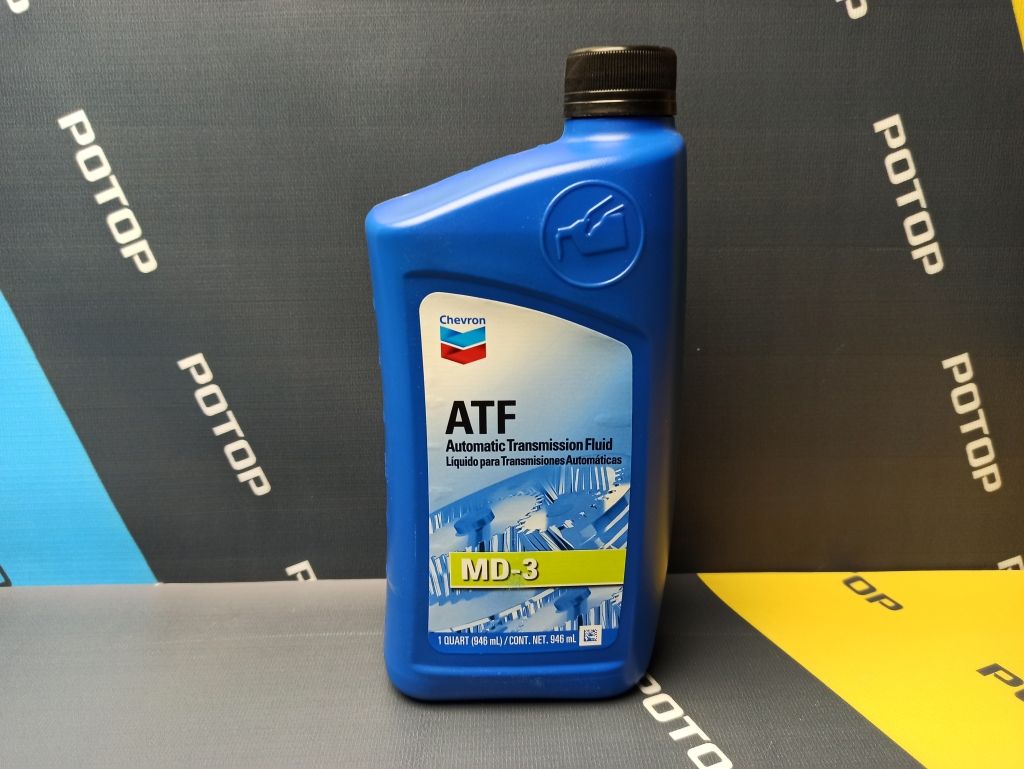 POTOP
POTOP
POTOP
POTOP
Chevron
ATF
Automatic Transmission Fluid
Líquido para Transmisiones Automáticas
MD-3
1 QUART (946 mL) / CONT. NET. 946 mL
POTOP